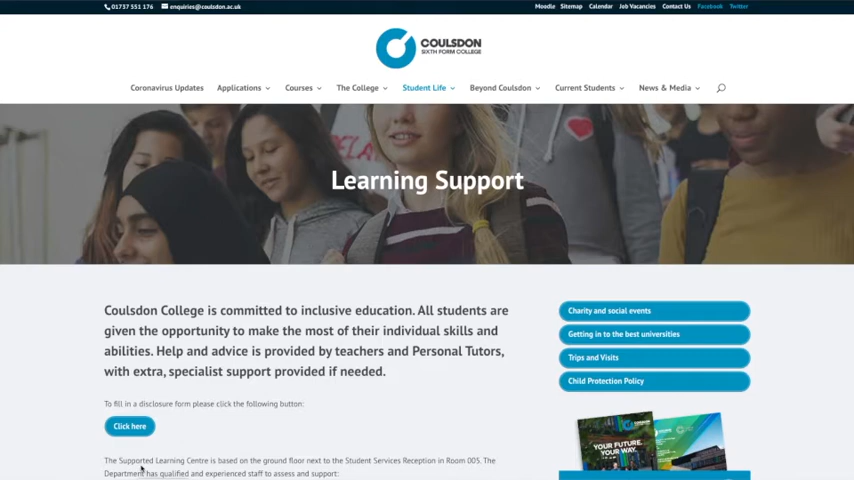 01737 551 176 enquiries@coulsdon.ac.uk Moodle Sitemap Calendar Job Vacancies Contact Us Facebook Twitter
COULSDON
SIXTH FORM COLLEGE
Coronavirus Updates Applications Courses The College Student Life Beyond Coulsdon Current Students News & Media
Learning Support
Coulsdon College is committed to inclusive education. All students are
given the opportunity to make the most of their individual skills and
abilities. Help and advice is provided by teachers and Personal Tutors,
with extra, specialist support provided if needed.
To fill in a disclosure form please click the following button:
Click here
The Supported Learning Centre is based on the ground floor next to the Student Services Reception in Room 005. The
Department has qualified and experienced staff to assess and support:
Charity and social events
Getting in to the best universities
Trips and Visits
Child Protection Policy
YOUR FUTURE.
YOUR WAY.